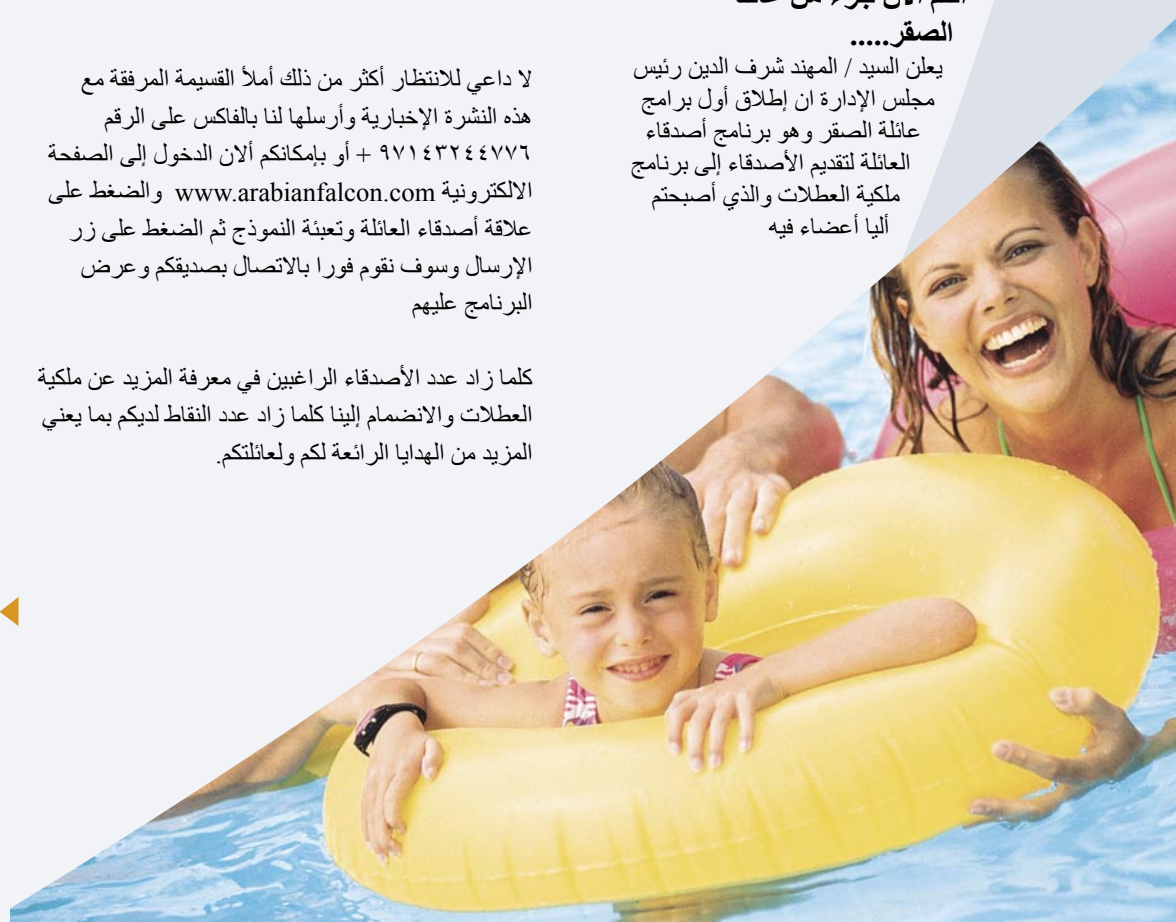 الصقر.....
يعلن السيد / المهند شرف الدين رئيس
مجلس الإدارة ان إطلاق أول برامج
عائلة الصقر وهو برنامج أصدقاء
العائلة لتقديم الأصدقاء إلى برنامج
ملكية العطلات والذي أصبحتم
أليا أعضاء فيه
لا داعي للانتظار أكثر من ذلك أملأ القسيمة المرفقة مع
هذه النشرة الإخبارية وأرسلها لنا بالفاكس على الرقم
٩٧١٤٣٢٤٤٧٧٦ + أو بإمكانكم ألان الدخول إلى الصفحة
الالكترونية www.arabianfalcon.com والضغط على
علاقة أصدقاء العائلة وتعبئة النموذج ثم الضغط على زر
الإرسال وسوف نقوم فورا بالاتصال بصديقكم وعرض
البرنامج عليهم
كلما زاد عدد الأصدقاء الراغبين في معرفة المزيد عن ملكية
العطلات والانضمام إلينا كلما زاد عدد النقاط لديكم بما يعني
المزيد من الهدايا الرائعة لكم ولعائلتكم.